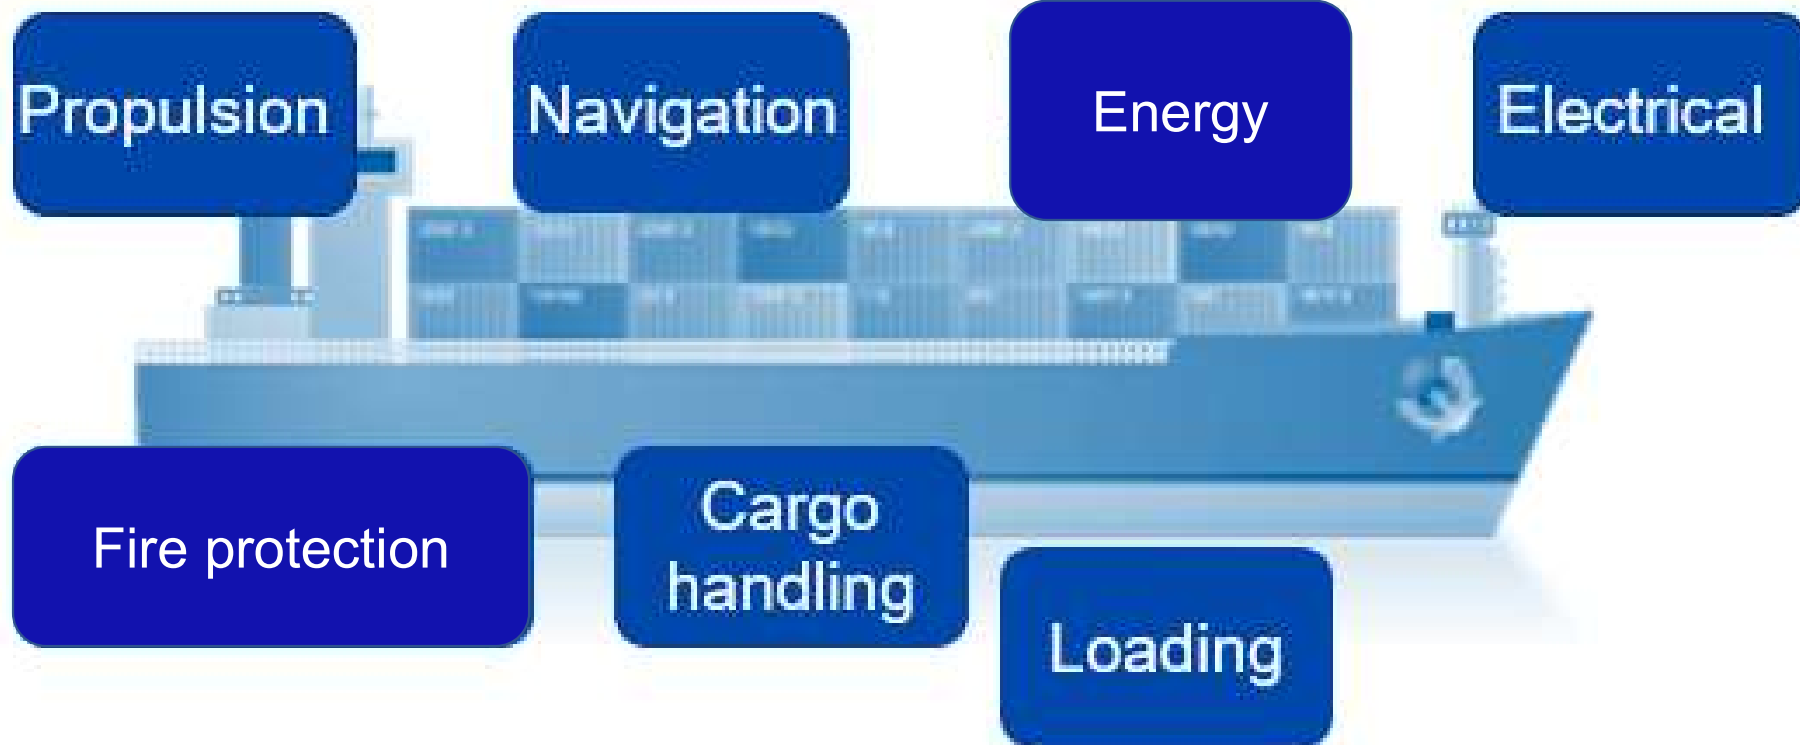 Propulsion
Navigation
Energy
Electrical
Fire protection
Cargo
handling
Loading